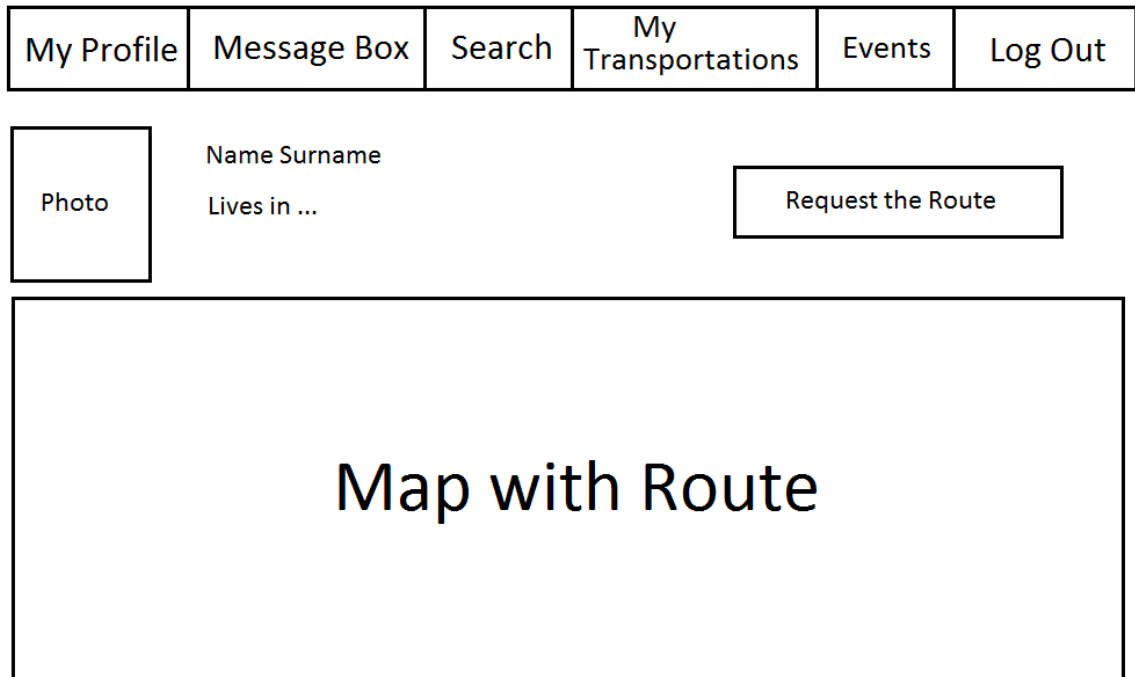 My Profile
Message Box
Search
My
Transportations
Events
Log Out
Name Surname
Photo
Lives in ...
Request the Route
Map with Route